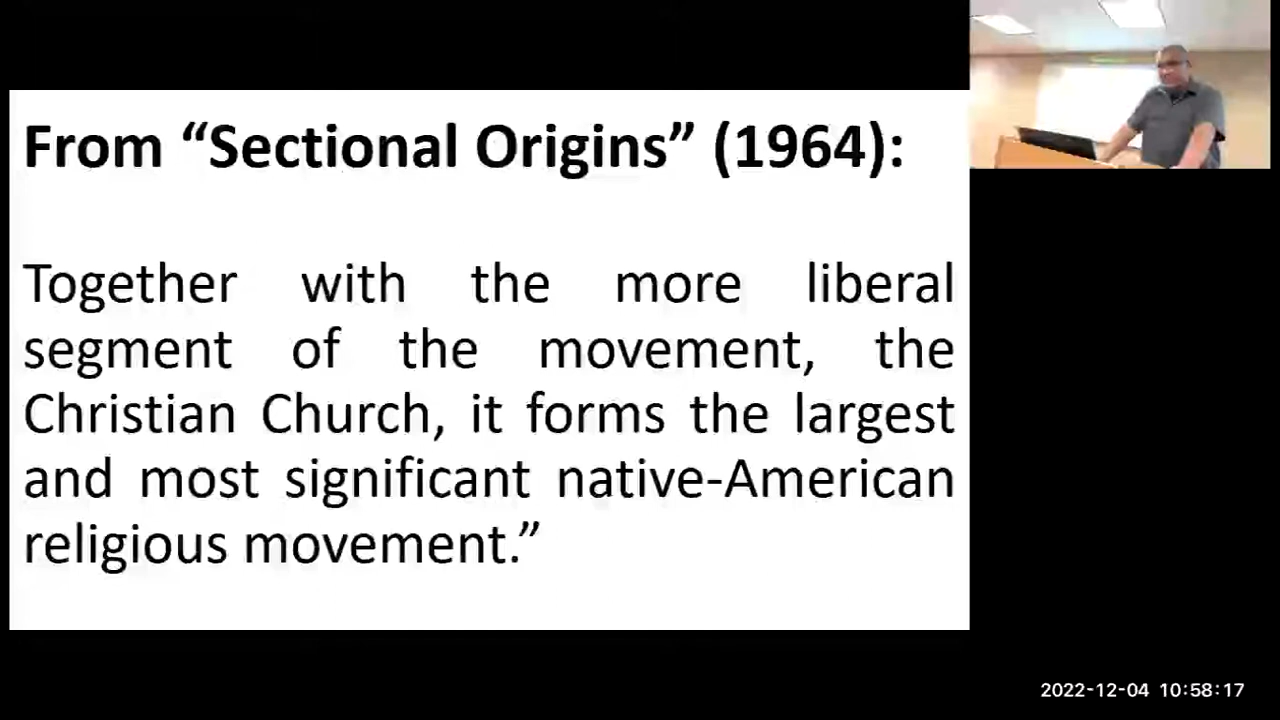 From “Sectional Origins” (1964):
Together with the more liberal
segment of the movement, the
Christian Church, it forms the largest
and most significant native-American
religious movement.”
2022-12-04 10:58:17